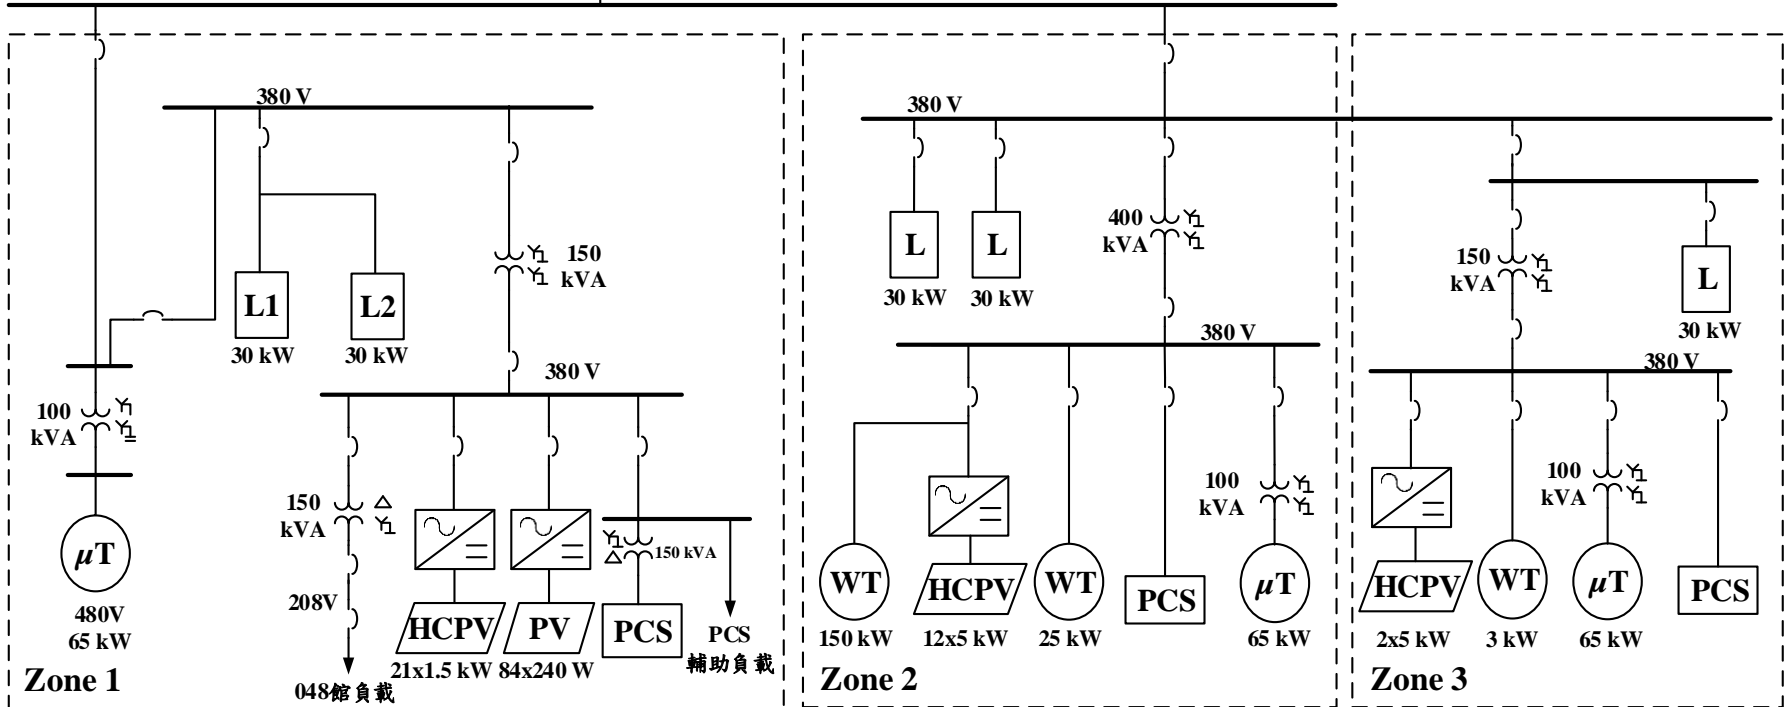 380 V
150
kVA
L1
30 kW
L2
30 kW
380 V
100
kVA
μT
480V
65 kW
150
kVA
208V
048館負載
HCPV
21x1.5 kW
PV
84x240 W
150 kVA
PCS
PCS
輔助負載
Zone 1
380 V
L
30 kW
L
30 kW
400
kVA
380 V
WT
150 kW
HCPV
12x5 kW
WT
25 kW
PCS
100
kVA
μT
65 kW
Zone 2
150
kVA
L
30 kW
380 V
HCPV
2x5 kW
WT
3 kW
100
kVA
μT
65 kW
PCS
Zone 3